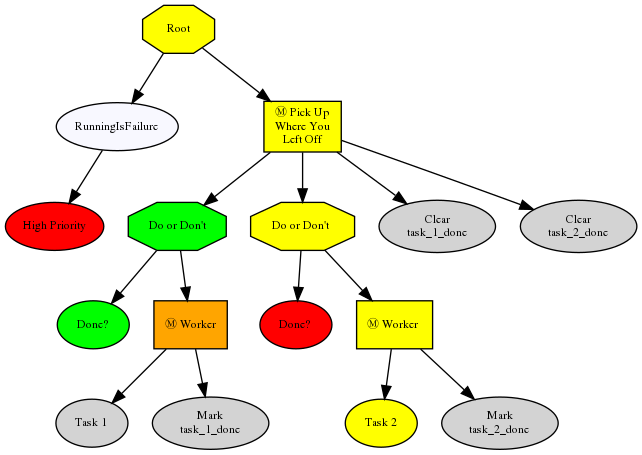 Root
RunningIsFailure
Ⓜ Pick Up
Where You
Left Off
High Priority
Do or Don't
Do or Don't
Clear
task_1_done
Clear
task_2_done
Done?
Ⓜ Worker
Done?
Ⓜ Worker
Task 1
Mark
task_1_done
Task 2
Mark
task_2_done